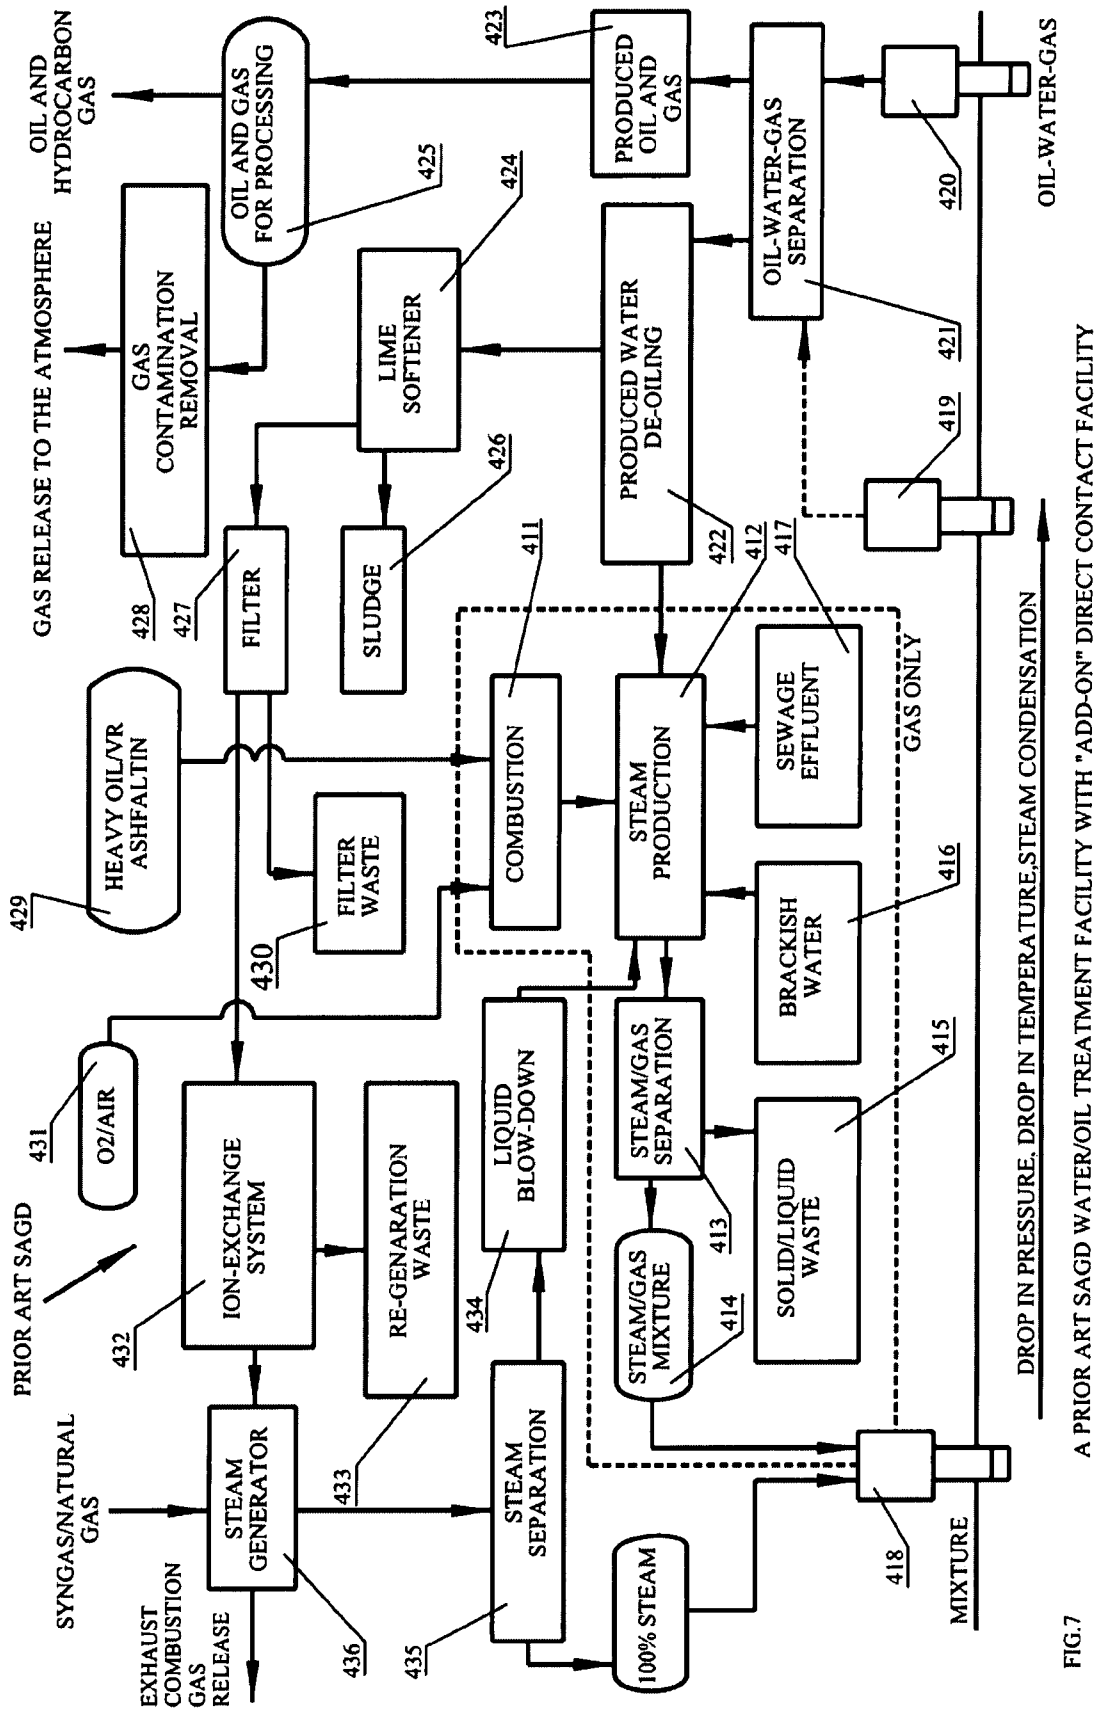 PRIOR ART SAGD
SYNGAS/NATURAL
GAS
EXHAUST
COMBUSTION
GAS
RELEASE
STEAM
GENERATOR
436
ION-EXCHANGE
SYSTEM
432
RE-GENARATION
WASTE
433
431
O2/AIR
429
HEAVY OIL/VR
ASHFALTIN
FILTER
427
FILTER
WASTE
430
SLUDGE
426
LIME
SOFTENER
424
GAS RELEASE TO THE ATMOSPHERE
GAS
CONTAMINATION
REMOVAL
428
OIL AND
HYDROCARBON
GAS
OIL AND GAS
FOR PROCESSING
425
423
PRODUCED
OIL AND
GAS
STEAM
SEPARATION
435
LIQUID
BLOW-DOWN
434
COMBUSTION
411
100% STEAM
STEAM/GAS
MIXTURE
414
STEAM/GAS
SEPARATION
413
STEAM
PRODUCTION
412
PRODUCED WATER
DE-OILING
422
OIL-WATER-GAS
SEPARATION
421
SOLID/LIQUID
WASTE
415
BRACKISH
WATER
416
SEWAGE
EFFLUENT
417
GAS ONLY
418
419
420
MIXTURE
OIL-WATER-GAS
DROP IN PRESSURE, DROP IN TEMPERATURE,STEAM CONDENSATION
FIG.7
A PRIOR ART SAGD WATER/OIL TREATMENT FACILITY WITH "ADD-ON" DIRECT CONTACT FACILITY